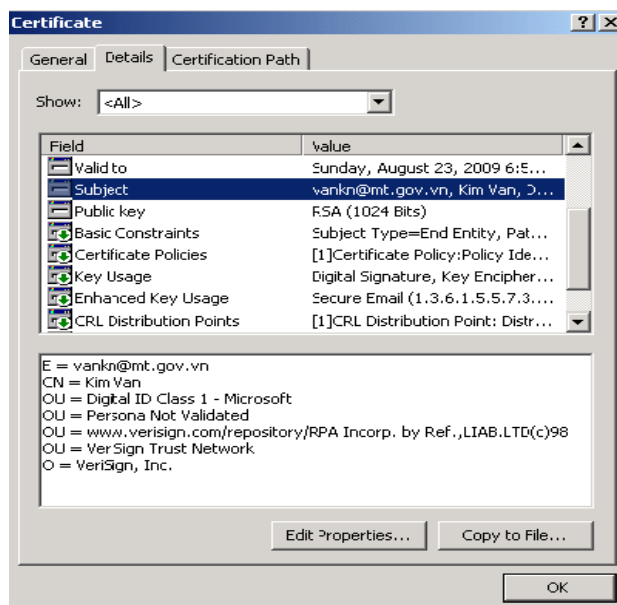 Certificate
General Details Certification Path
Show: <All>
Field Value
Valid to Sunday, August 23, 2009 6:5...
Subject vankn@mt.gov.vn, Kim Van, D...
Public key RSA (1024 Bits)
Basic Constraints Subject Type=End Entity, Pat...
Certificate Policies [1]Certificate Policy:Policy Ide...
Key Usage Digital Signature, Key Encipher...
Enhanced Key Usage Secure Email (1.3.6.1.5.5.7.3....
CRL Distribution Points [1]CRL Distribution Point: Distr...
E = vankn@mt.gov.vn
CN = Kim Van
OU = Digital ID Class 1 - Microsoft
OU = Persona Not Validated
OU = www.verisign.com/repository/RPA Incorp. by Ref.,LIAB.LTD(c)98
OU = VeriSign Trust Network
O = VeriSign, Inc.
Edit Properties... Copy to File...
OK